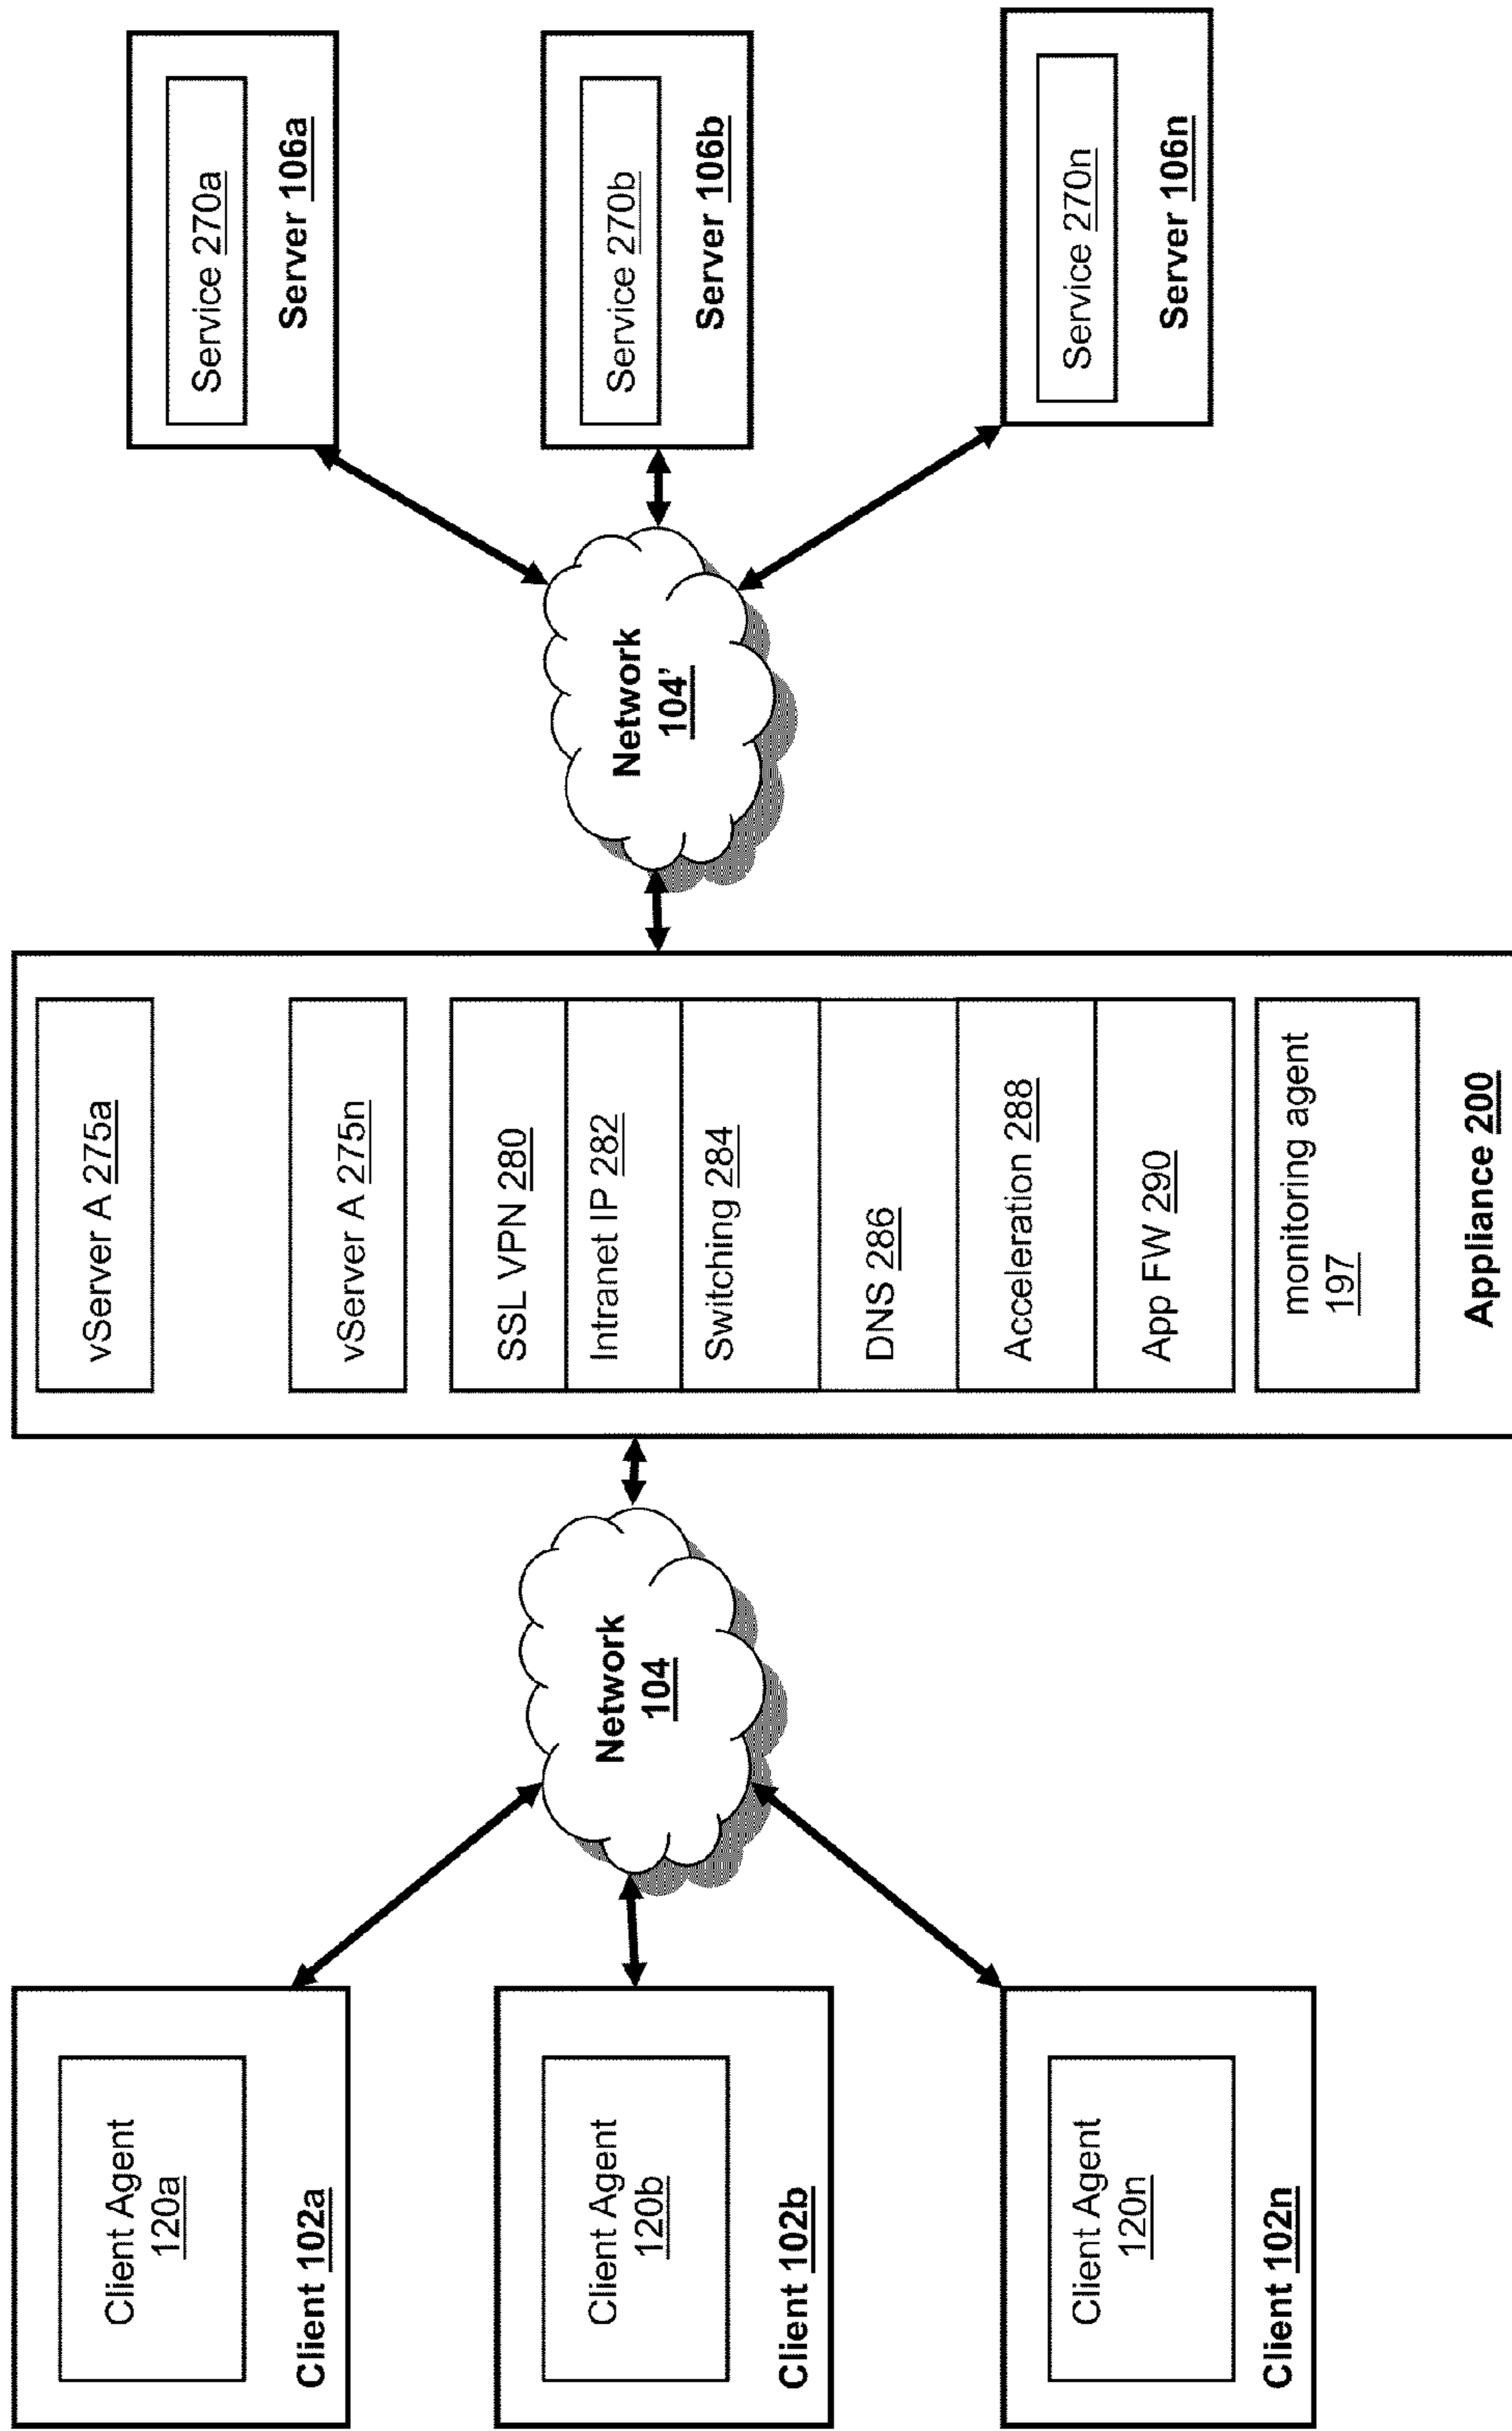 Client Agent
120a
Client 102a
Client Agent
120b
Client 102b
Client Agent
120n
Client 102n
Network
104
vServer A 275a
vServer A 275n
SSL VPN 280
Intranet IP 282
Switching 284
DNS 286
Acceleration 288
App FW 290
monitoring agent
197
Appliance 200
Network
104'
Service 270a
Server 106a
Service 270b
Server 106b
Service 270n
Server 106n